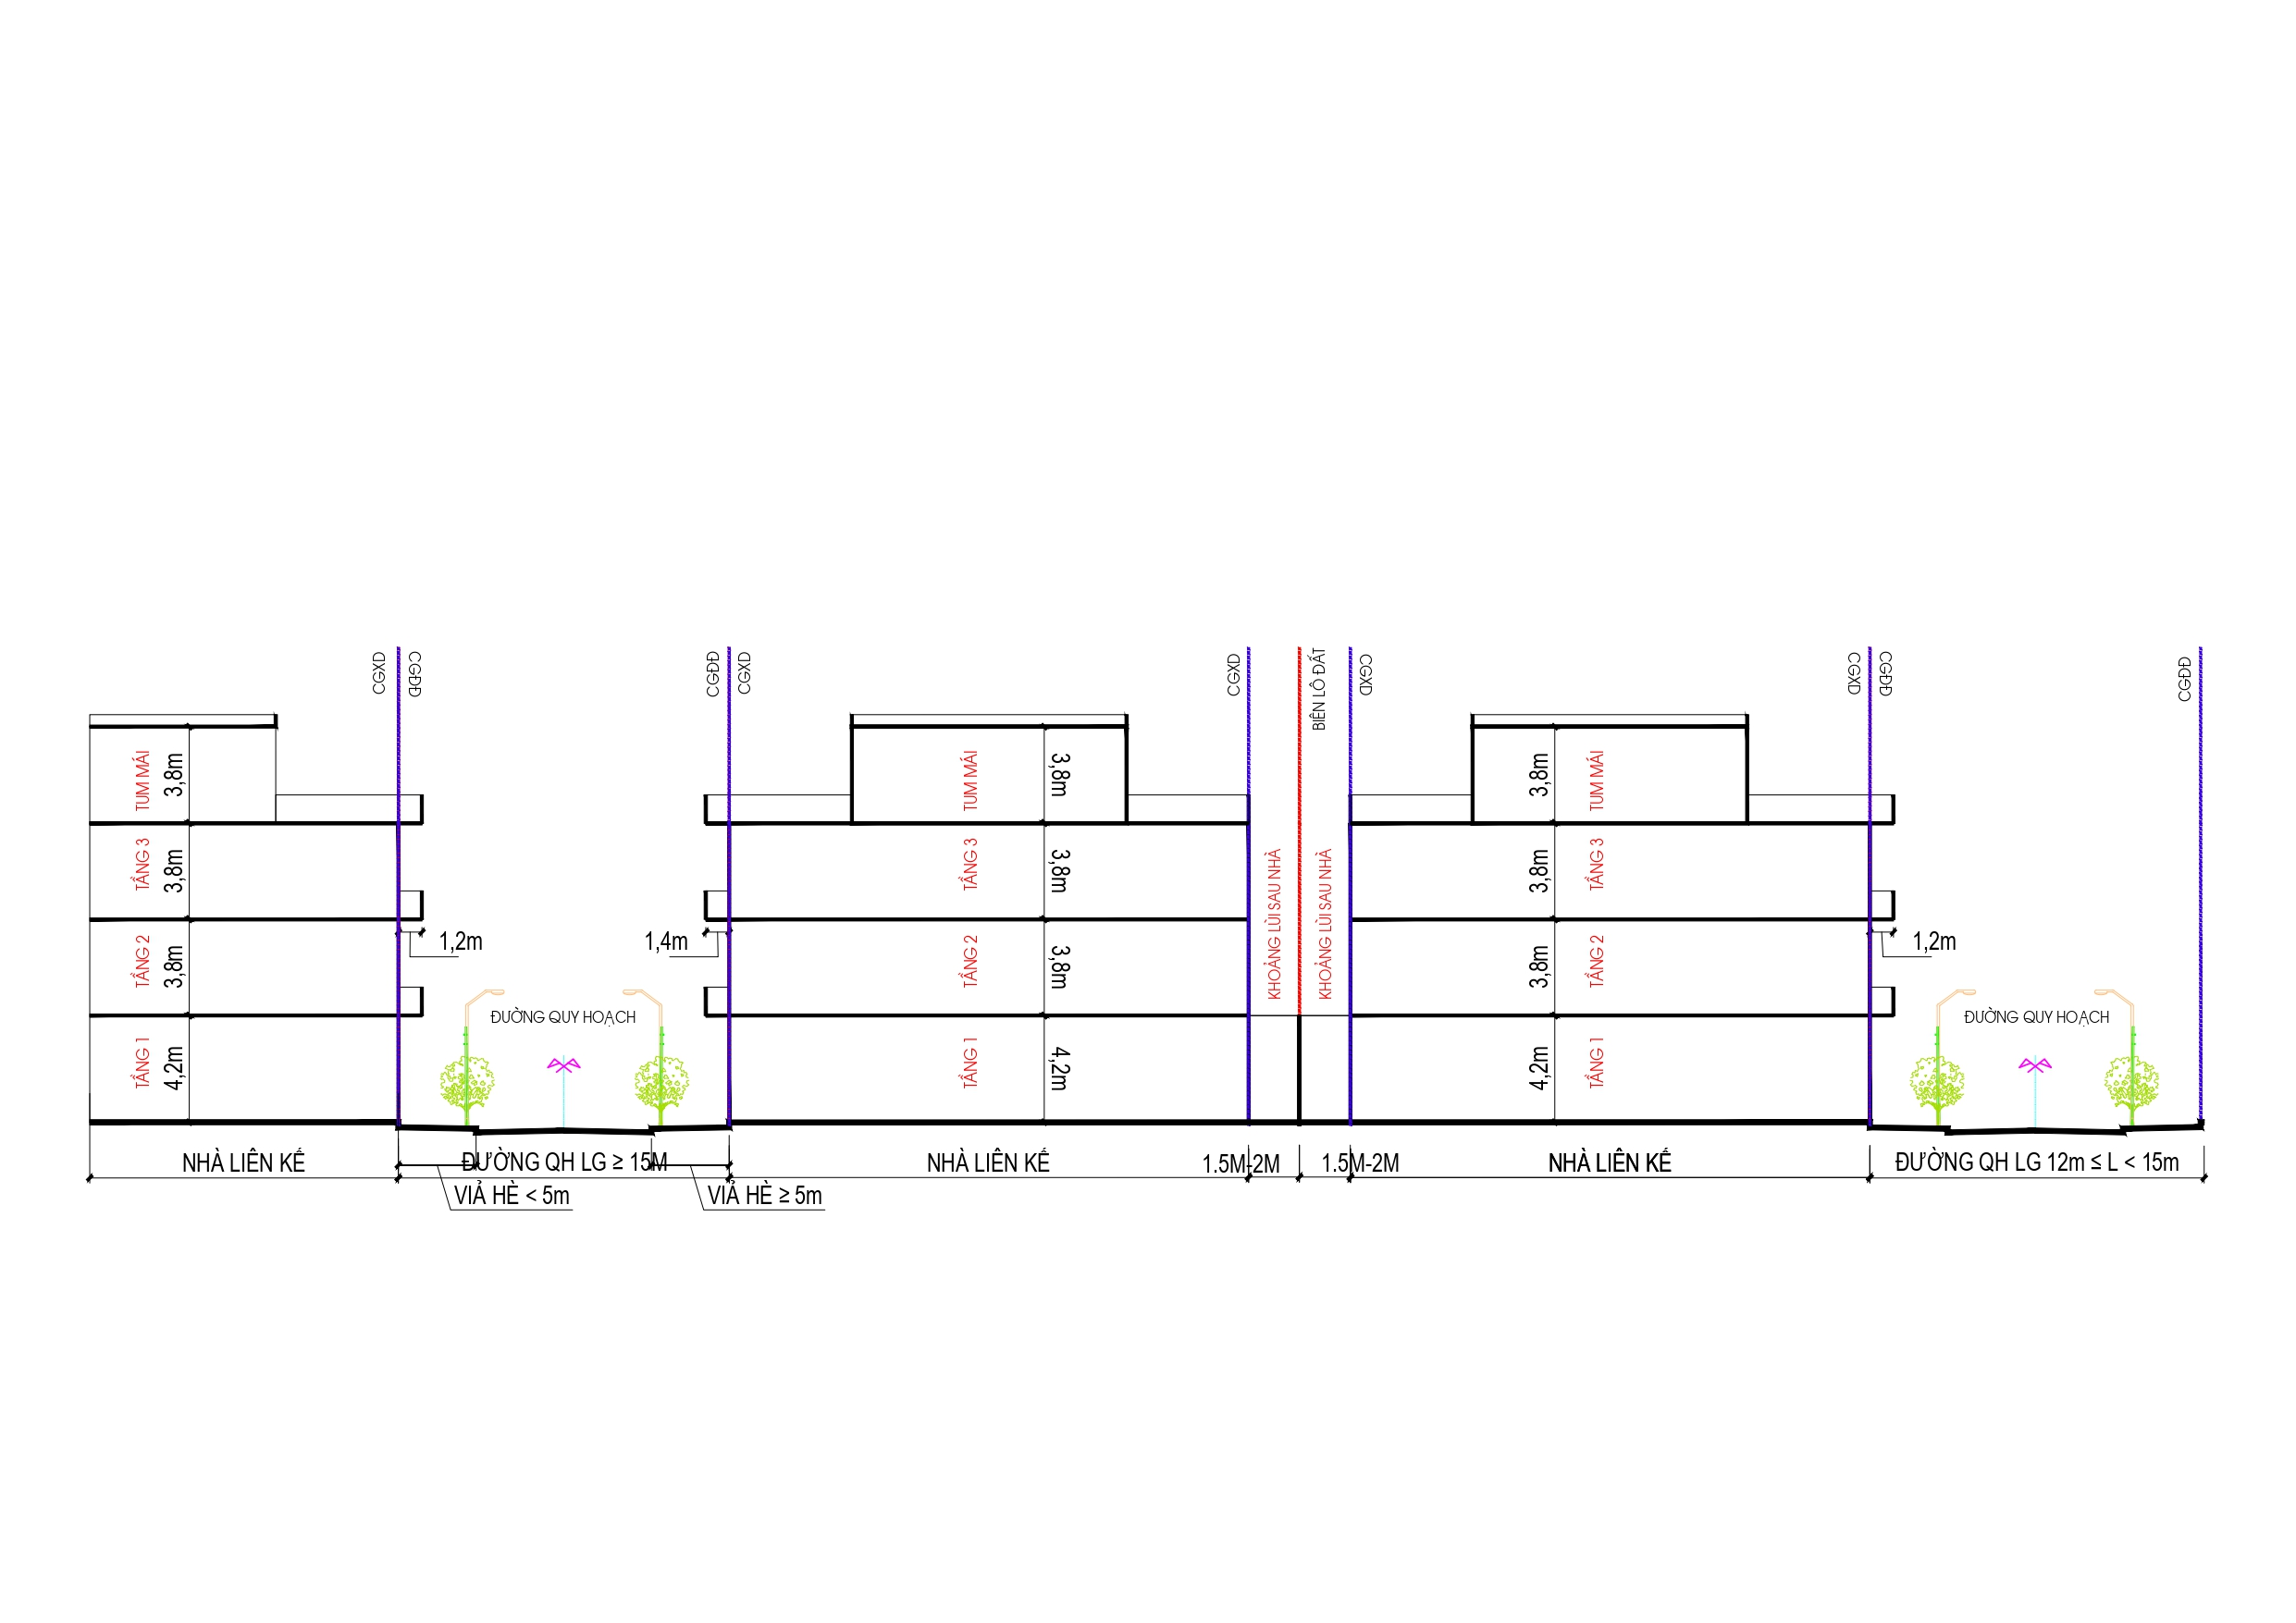 CGXD
CGĐĐ
CGĐĐ
CGXD
CGXD
BIÊN LÔ ĐẤT
CGXD
CGXD
CGĐĐ
CGĐĐ
TUM MÁI
3,8m
TUM MÁI
3,8m
3,8m
TUM MÁI
TẦNG 3
3,8m
TẦNG 3
3,8m
KHOẢNG LÙI SAU NHÀ
KHOẢNG LÙI SAU NHÀ
3,8m
TẦNG 3
TẦNG 2
3,8m
1,2m
1,4m
TẦNG 2
3,8m
3,8m
TẦNG 2
1,2m
ĐƯỜNG QUY HOẠCH
ĐƯỜNG QUY HOẠCH
TẦNG 1
4,2m
TẦNG 1
4,2m
4,2m
TẦNG 1
NHÀ LIÊN KẾ
ĐƯỜNG QH LG ≥ 15M
NHÀ LIÊN KẾ
1.5M-2M
1.5M-2M
NHÀ LIÊN KẾ
ĐƯỜNG QH LG 12m ≤ L < 15m
VIẢ HÈ < 5m
VIẢ HÈ ≥ 5m